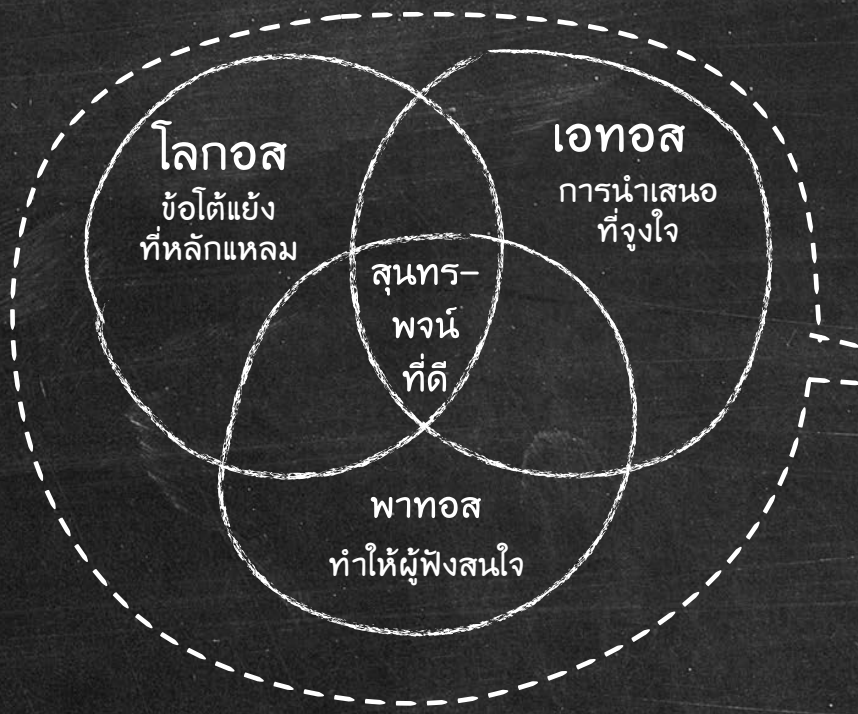 โลกอส
ข้อโต้แย้ง
ที่หลักแหลม
เอทอส
การนำเสนอ
ที่จูงใจ
สุนทร–
พจน์
ที่ดี
พาทอส
ทำให้ผู้ฟังสนใจ